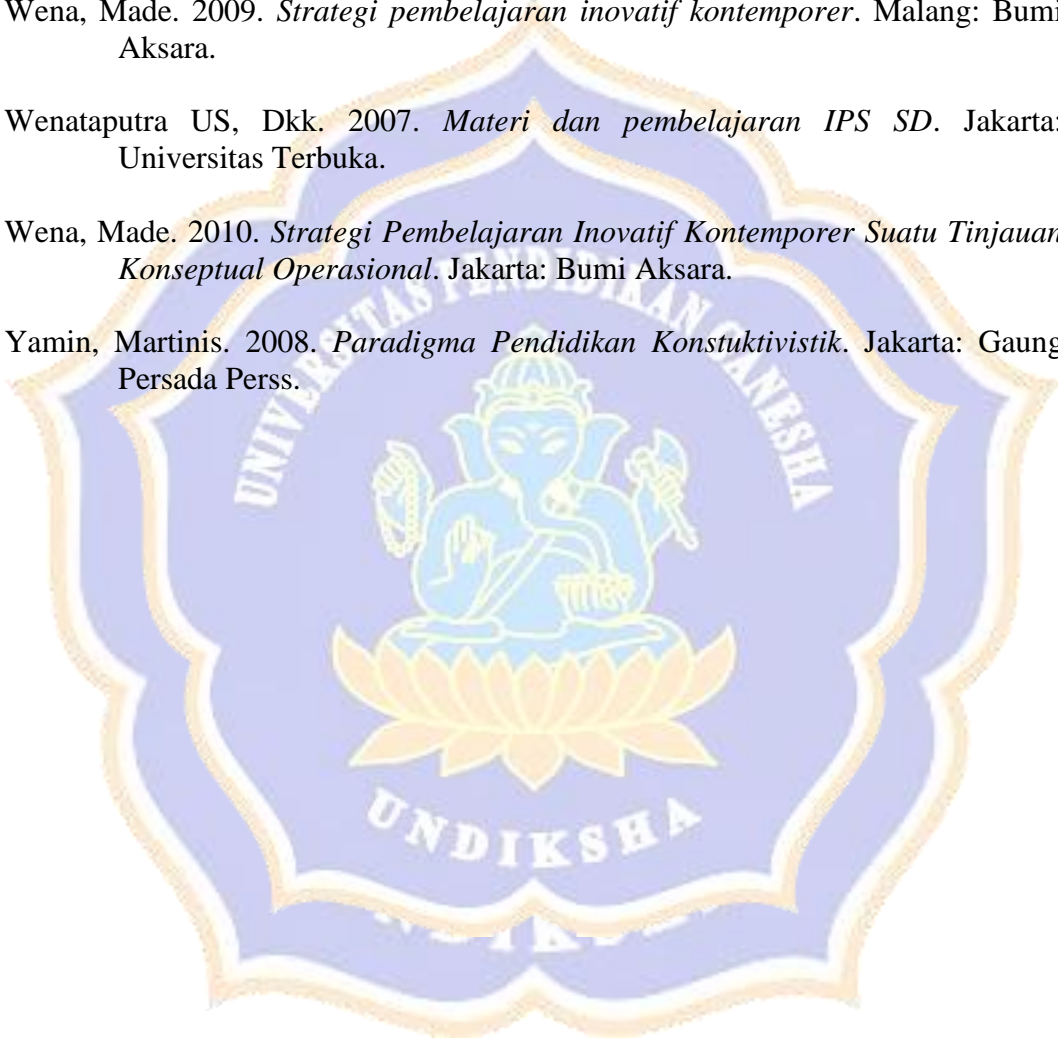 Wena, Made. 2009. Strategi pembelajaran inovatif kontemporer. Malang: Bumi
Aksara.
Wenataputra US, Dkk. 2007. Materi dan pembelajaran IPS SD. Jakarta:
Universitas Terbuka.
Wena, Made. 2010. Strategi Pembelajaran Inovatif Kontemporer Suatu Tinjauan
Konseptual Operasional. Jakarta: Bumi Aksara.
Yamin, Martinis. 2008. Paradigma Pendidikan Konstuktivistik. Jakarta: Gaung
Persada Perss.
UNIVERSITAS PENDIDIKAN GANESHA
UNDIKSHA